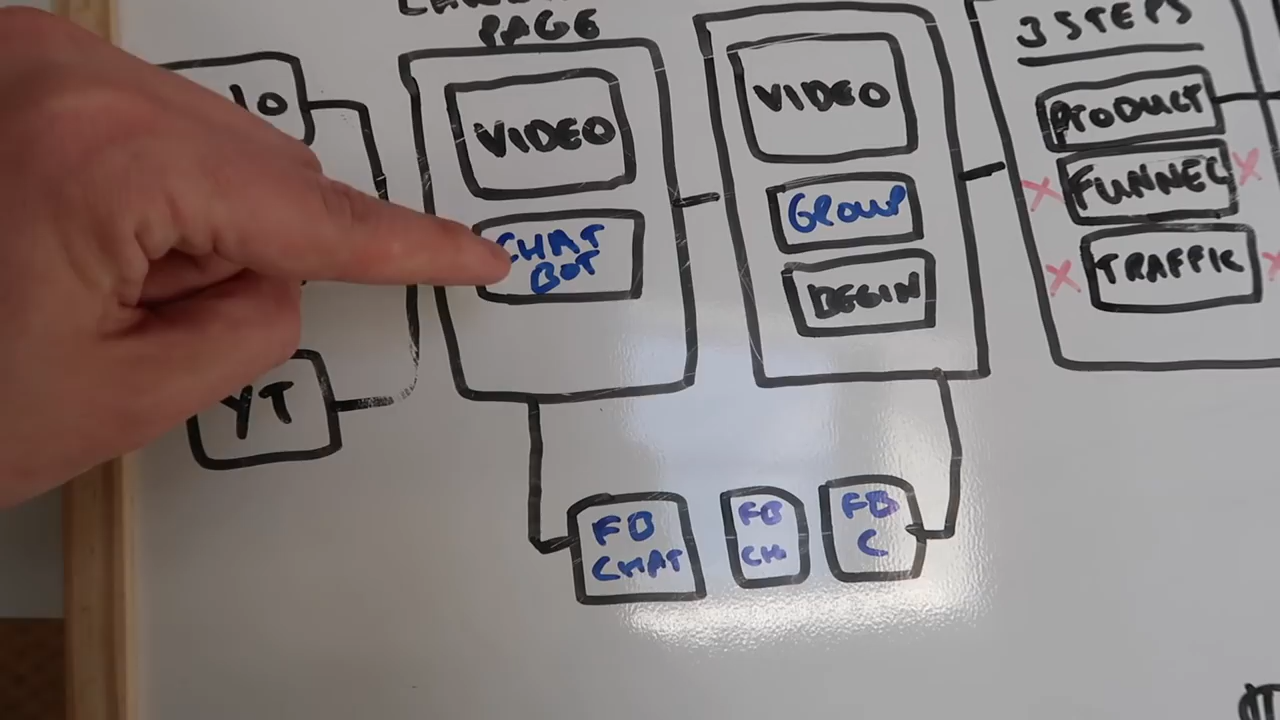 PAGE
VIDEO
CHAT
BOT
VIDEO
GROUP
BEGIN
3 STEPS
PRODUCT
FUNNEL
TRAFFIC
YT
FB
CHAT
FB
CH
FB
C